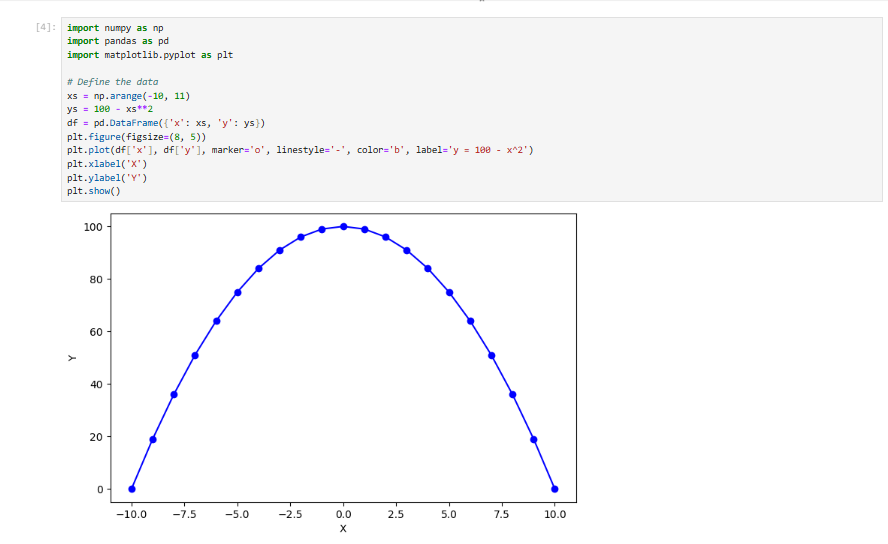 [4]: import numpy as np
import pandas as pd
import matplotlib.pyplot as plt
# Define the data
xs = np.arange(-10, 11)
ys = 100 - xs**2
df = pd.DataFrame({'x': xs, 'y': ys})
plt.figure(figsize=(8, 5))
plt.plot(df['x'], df['y'], marker='o', linestyle='-', color='b', label='y = 100 - x^2')
plt.xlabel('X')
plt.ylabel('Y')
plt.show()
100
80
60
Y
40
20
0
−10.0 −7.5 −5.0 −2.5 0.0 2.5 5.0 7.5 10.0
X